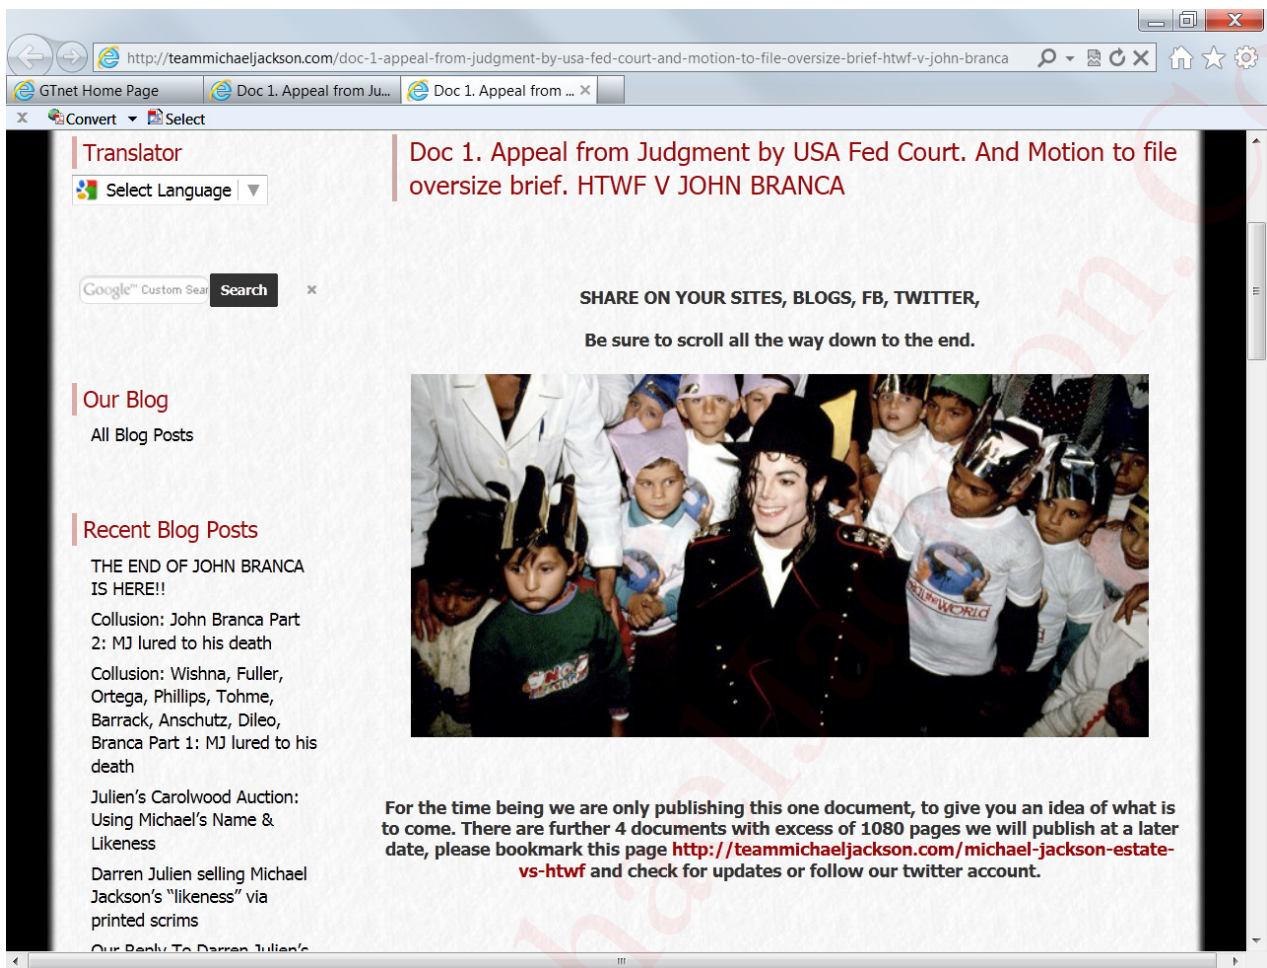 http://teammichaeljackson.com/doc-1-appeal-from-judgment-by-usa-fed-court-and-motion-to-file-oversize-brief-htwf-v-john-branca
GTnet Home Page
Doc 1. Appeal from Ju...
Doc 1. Appeal from ...
Convert
Select
Translator
Select Language
Google™ Custom Sear
Search
Our Blog
All Blog Posts
Recent Blog Posts
THE END OF JOHN BRANCA
IS HERE!!
Collusion: John Branca Part
2: MJ lured to his death
Collusion: Wishna, Fuller,
Ortega, Phillips, Tohme,
Barrack, Anschutz, Dileo,
Branca Part 1: MJ lured to his
death
Julien’s Carolwood Auction:
Using Michael’s Name &
Likeness
Darren Julien selling Michael
Jackson’s “likeness” via
printed scrims
Our Reply To Darren Julien’s
Doc 1. Appeal from Judgment by USA Fed Court. And Motion to file
oversize brief. HTWF V JOHN BRANCA
SHARE ON YOUR SITES, BLOGS, FB, TWITTER,
Be sure to scroll all the way down to the end.
THE WORLD
For the time being we are only publishing this one document, to give you an idea of what is
to come. There are further 4 documents with excess of 1080 pages we will publish at a later
date, please bookmark this page http://teammichaeljackson.com/michael-jackson-estate-
vs-htwf and check for updates or follow our twitter account.